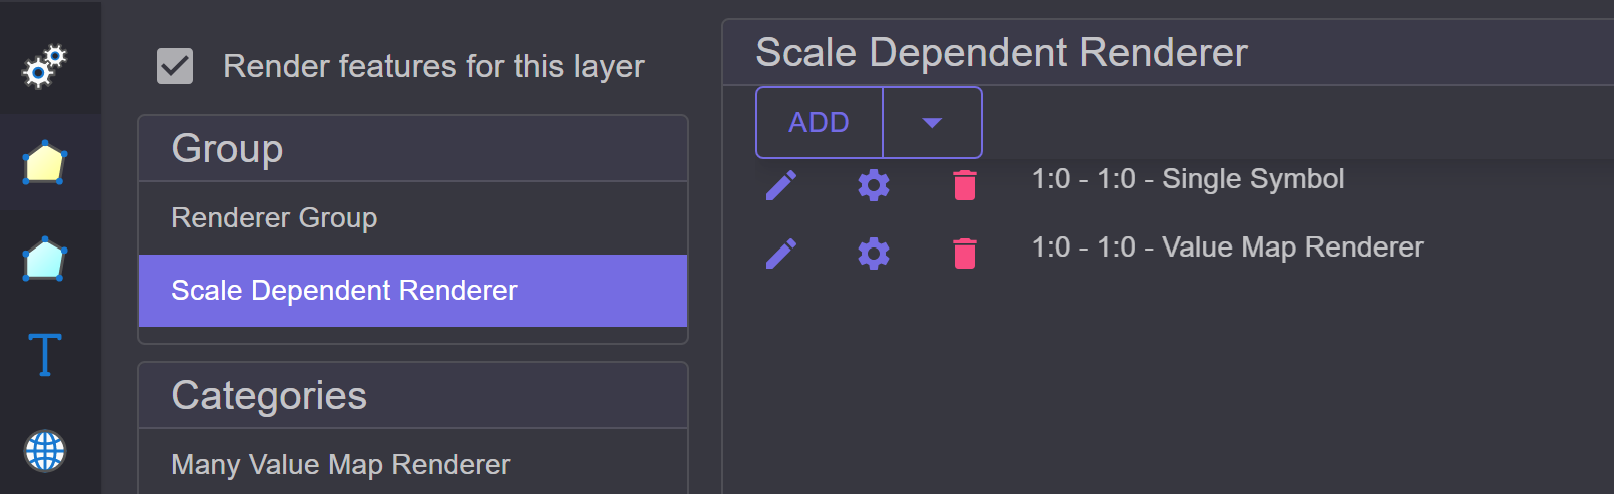 Render features for this layer
Group
Renderer Group
Scale Dependent Renderer
Categories
Many Value Map Renderer
Scale Dependent Renderer
ADD
1:0 - 1:0 - Single Symbol
1:0 - 1:0 - Value Map Renderer